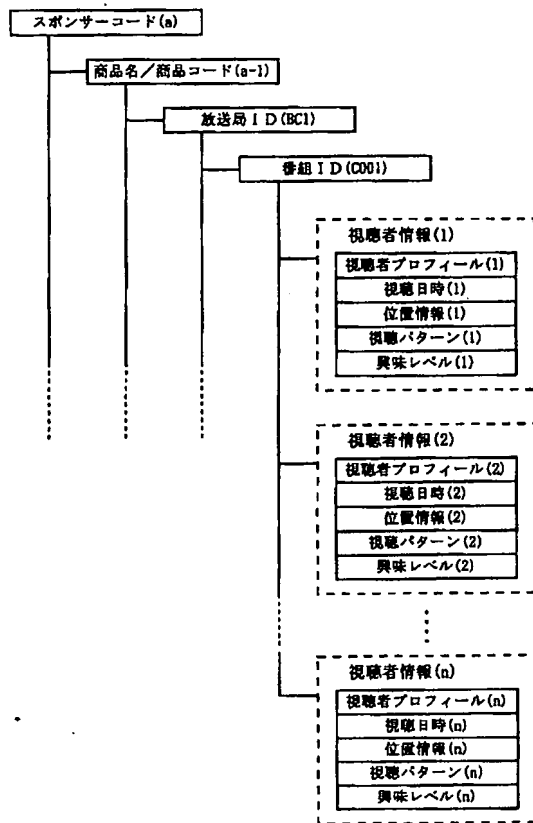 スポンサーコード(a)
商品名／商品コード(a-1)
放送局ＩＤ(BC1)
番組ＩＤ(C001)
視聴者情報(1)
視聴者プロフィール(1)
視聴日時(1)
位置情報(1)
視聴パターン(1)
興味レベル(1)
視聴者情報(2)
視聴者プロフィール(2)
視聴日時(2)
位置情報(2)
視聴パターン(2)
興味レベル(2)
視聴者情報(n)
視聴者プロフィール(n)
視聴日時(n)
位置情報(n)
視聴パターン(n)
興味レベル(n)